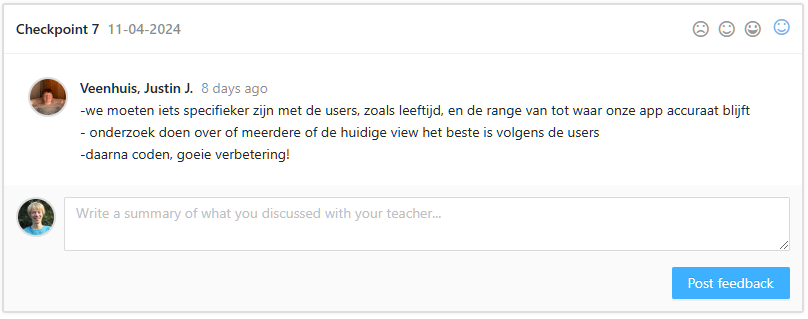 Checkpoint 7 11-04-2024
Veenhuis, Justin J. 8 days ago
-we moeten iets specifieker zijn met de users, zoals leeftijd, en de range van tot waar onze app accuraat blijft
- onderzoek doen over of meerdere of de huidige view het beste is volgens de users
-daarna coden, goeie verbetering!
Write a summary of what you discussed with your teacher...
Post feedback